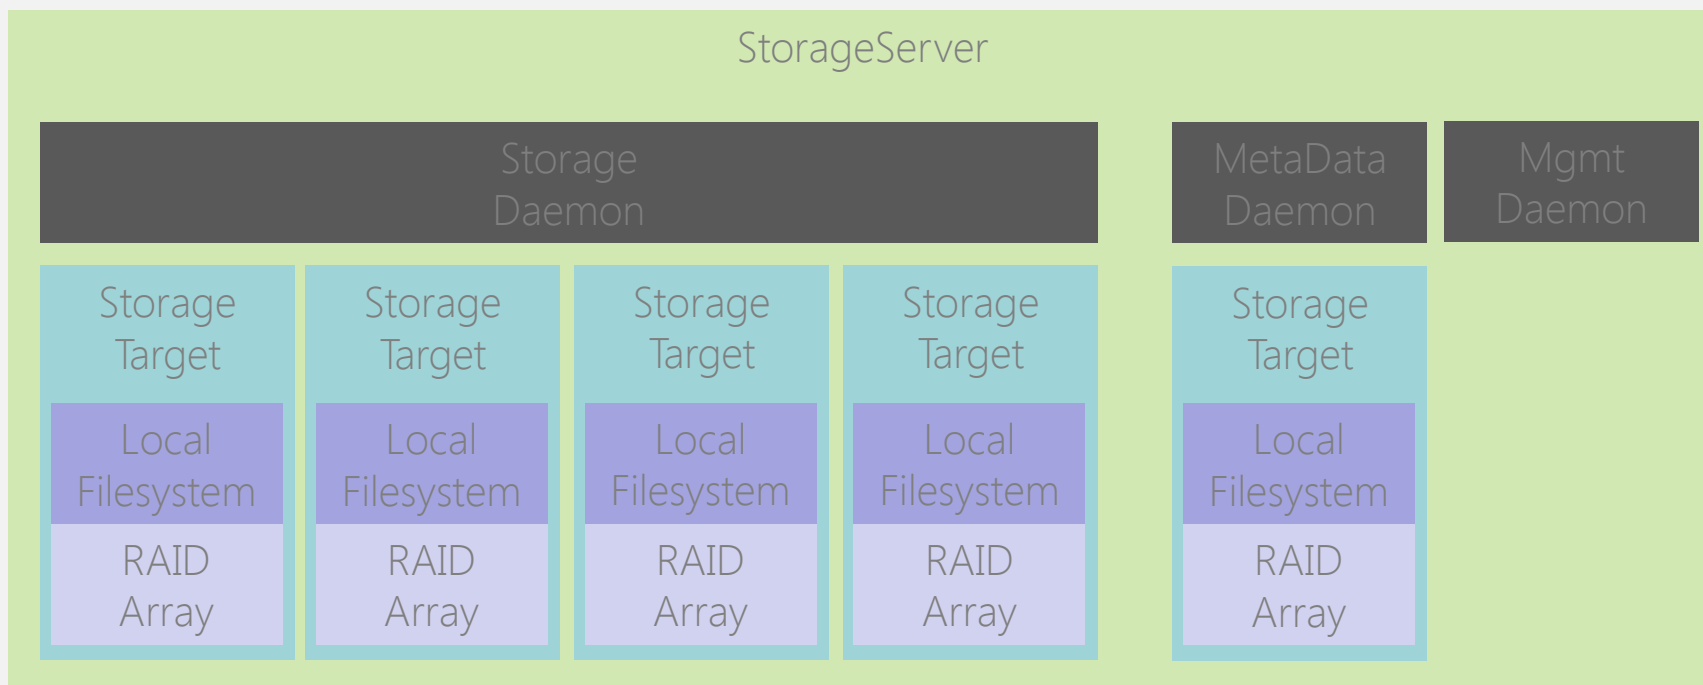 StorageServer
Storage
Daemon
MetaData
Daemon
Mgmt
Daemon
Storage
Target
Local
Filesystem
RAID
Array
Storage
Target
Local
Filesystem
RAID
Array
Storage
Target
Local
Filesystem
RAID
Array
Storage
Target
Local
Filesystem
RAID
Array
Storage
Target
Local
Filesystem
RAID
Array